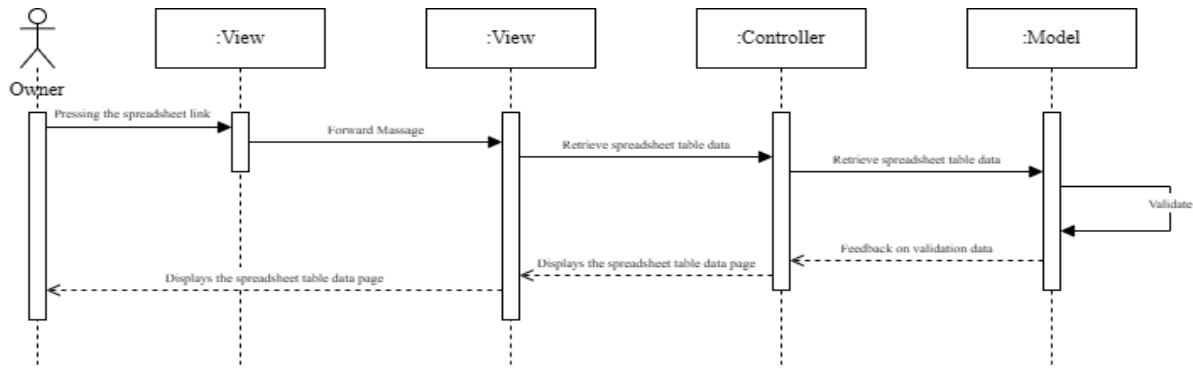 :View
:View
:Controller
:Model
Owner
Pressing the spreadsheet link
Forward Massage
Retrieve spreadsheet table data
Retrieve spreadsheet table data
Validate
Feedback on validation data
Displays the spreadsheet table data page
Displays the spreadsheet table data page